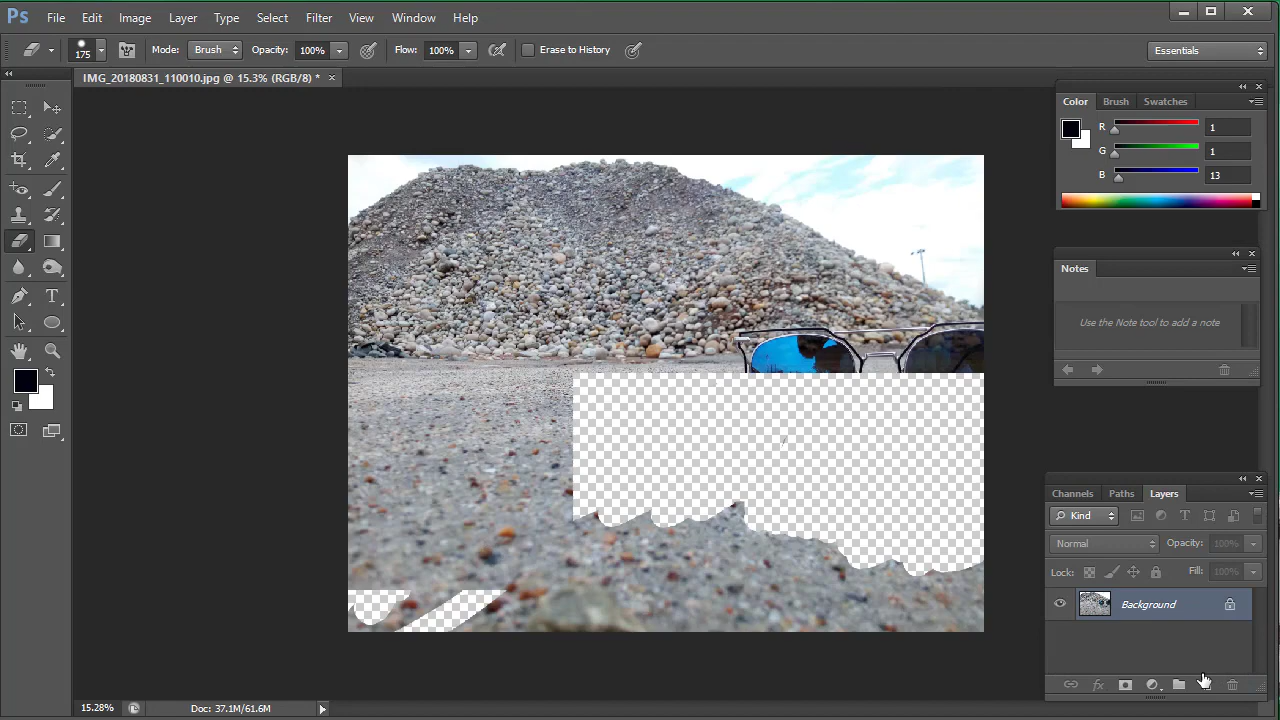 Ps File Edit Image Layer Type Select Filter View Window Help
175 Mode: Brush Opacity: 100% Flow: 100% Erase to History Essentials
IMG_20180831_110010.jpg @ 15.3% (RGB/8) * ×
Color Brush Swatches
R 1
G 1
B 13
Notes
Use the Note tool to add a note
Channels Paths Layers
Kind
Normal Opacity: 100%
Lock: Fill: 100%
Background
fx
15.28% Doc: 37.1M/61.6M